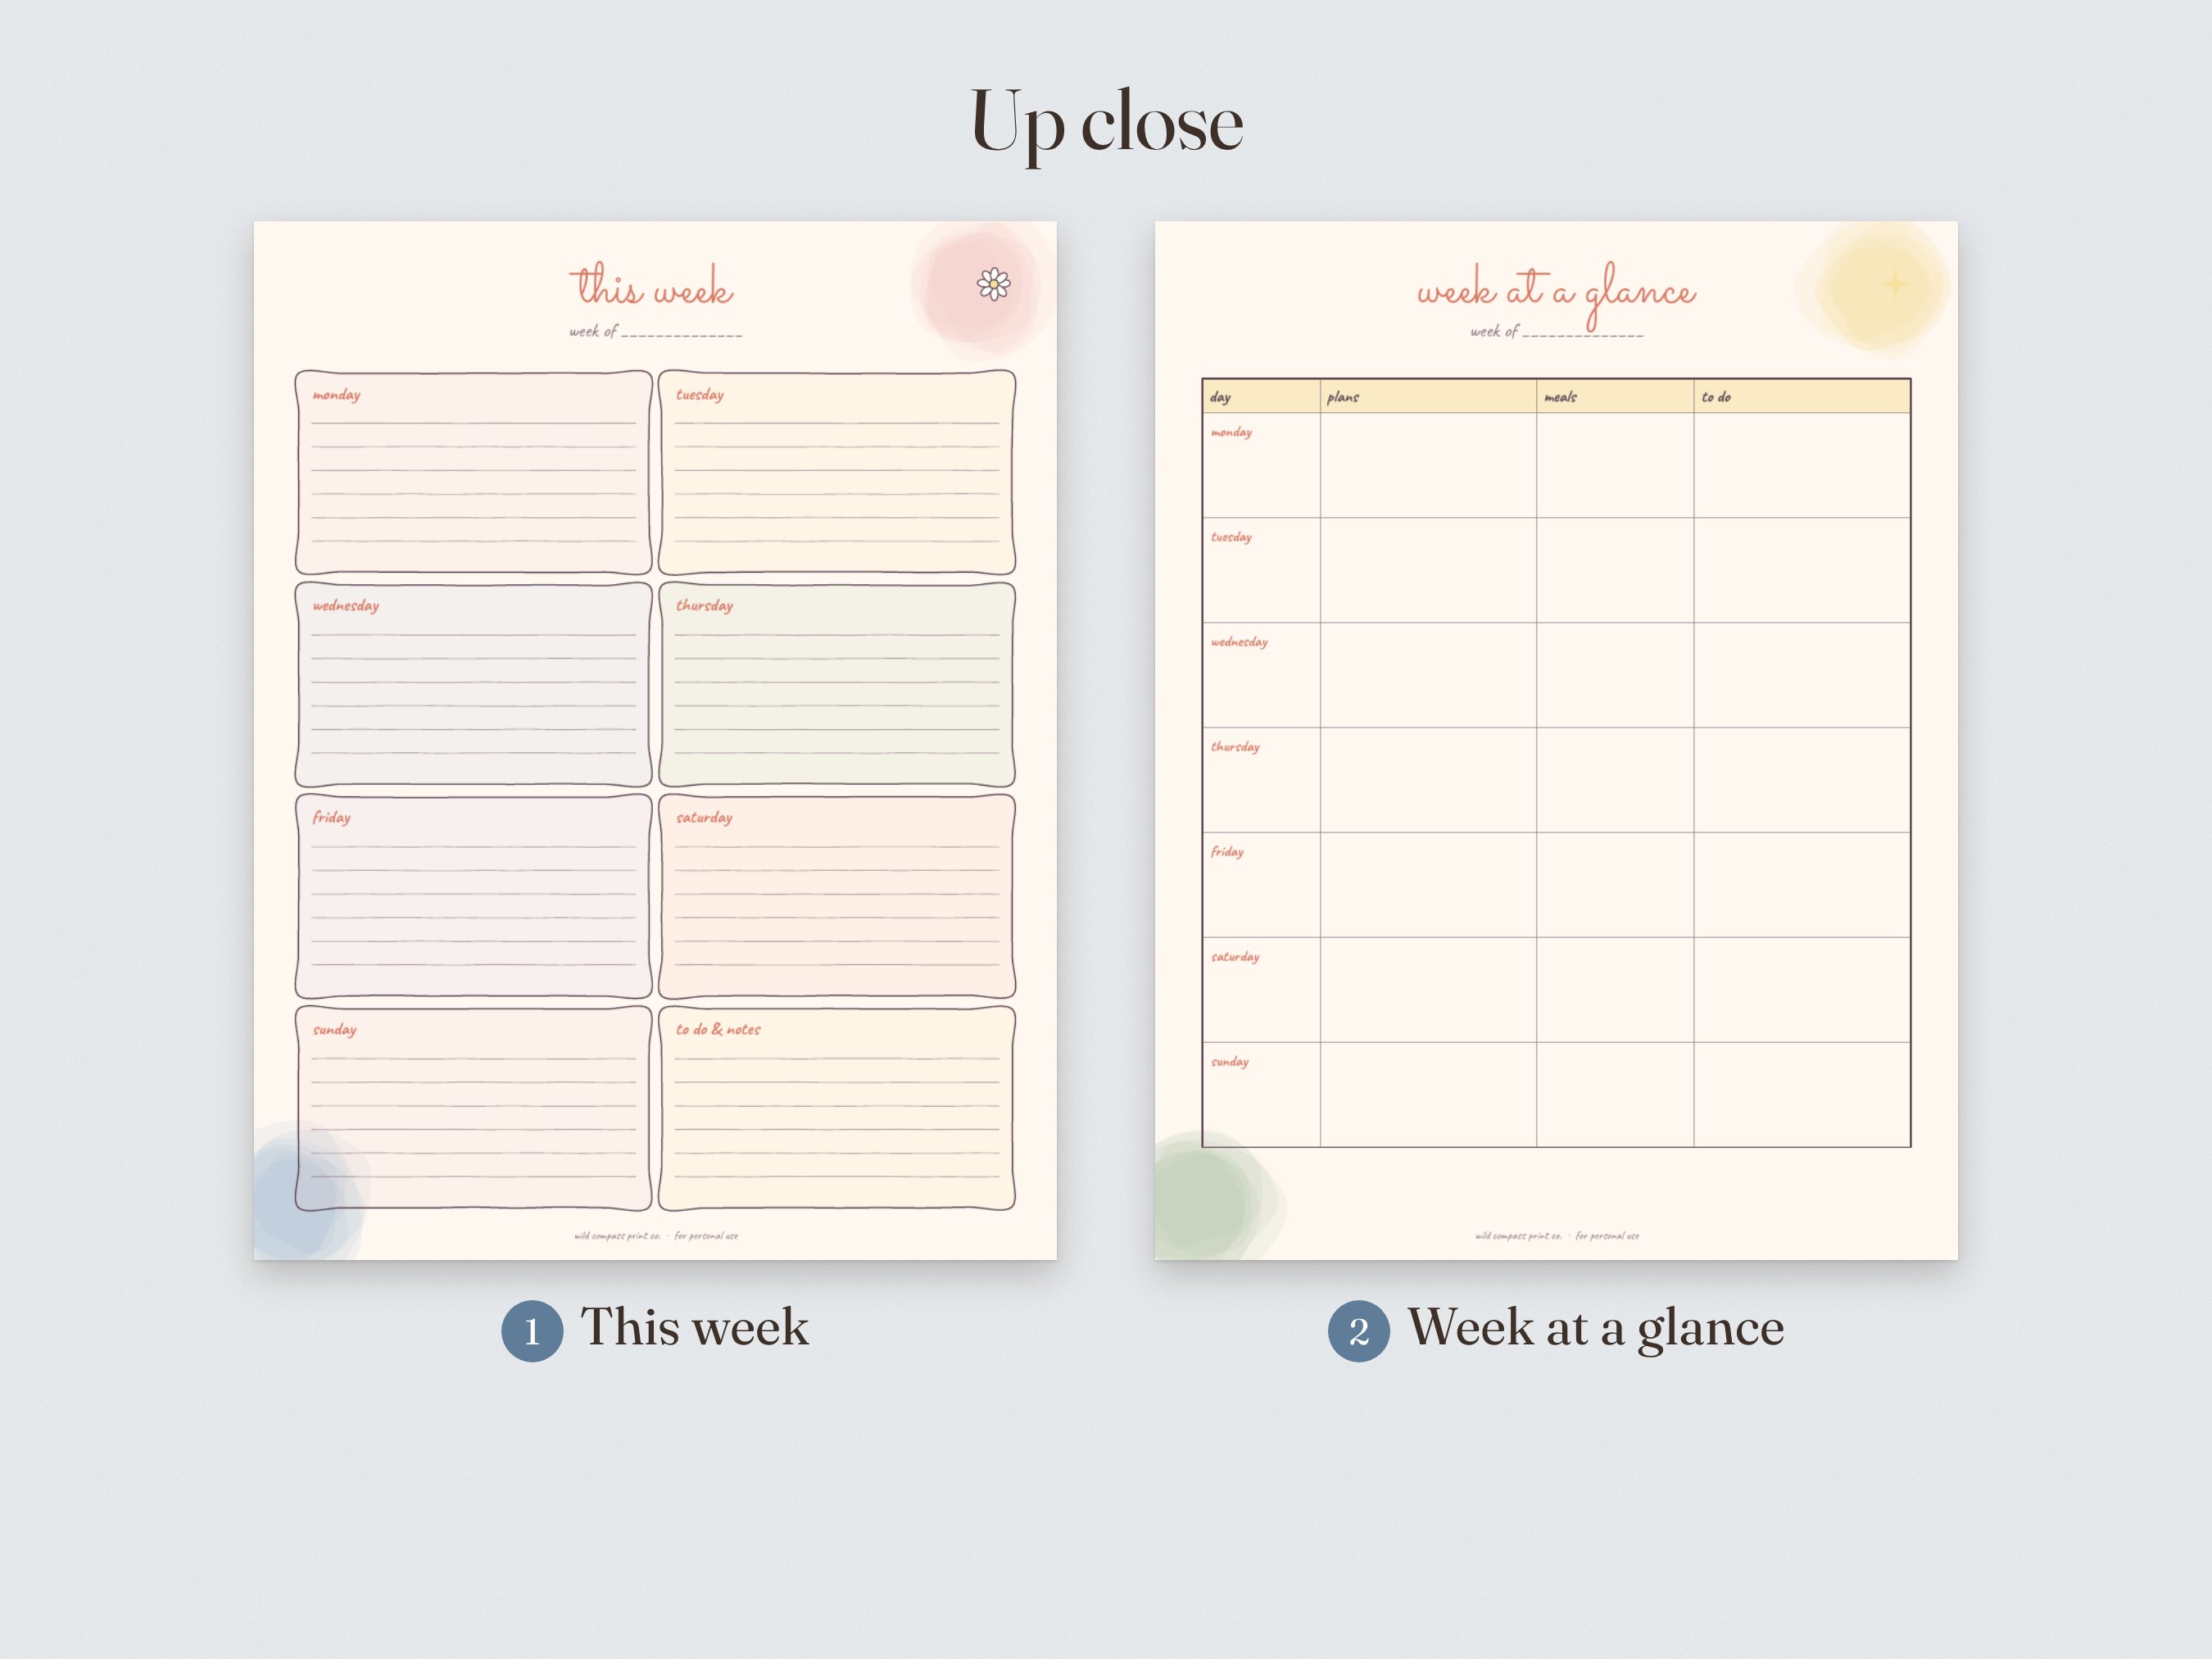 Up close
this week
week of ______________
monday
tuesday
wednesday
thursday
friday
saturday
sunday
to do & notes
wild compass print co. · for personal use
week at a glance
week of ______________
day plans meals to do
monday
tuesday
wednesday
thursday
friday
saturday
sunday
wild compass print co. · for personal use
1 This week
2 Week at a glance